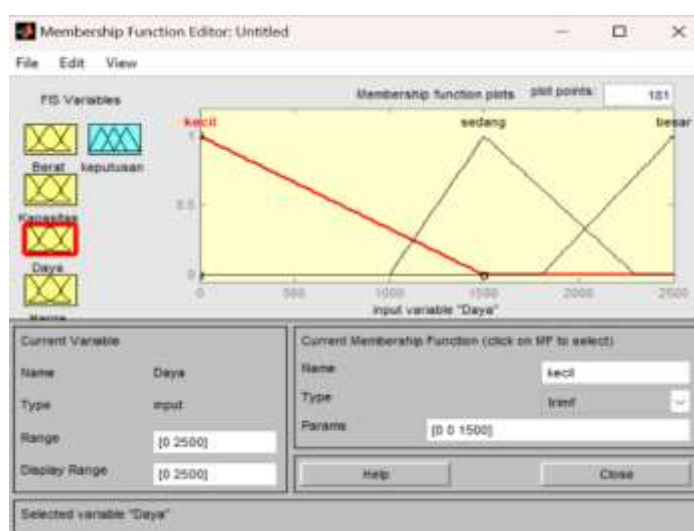 Membership Function Editor: Untitled
File Edit View
FIS Variables
Membership function plots plot points: 181
Berat keputusan
Kapasitas
Daya
Harga
kecil sedang besar
1
0.5
0
0 500 1000 1500 2000 2500
input variable "Daya"
Current Variable
Name Daya
Type input
Range [0 2500]
Display Range [0 2500]
Current Membership Function (click on MF to select)
Name kecil
Type trimf
Params [0 0 1500]
Help Close
Selected variable "Daya"